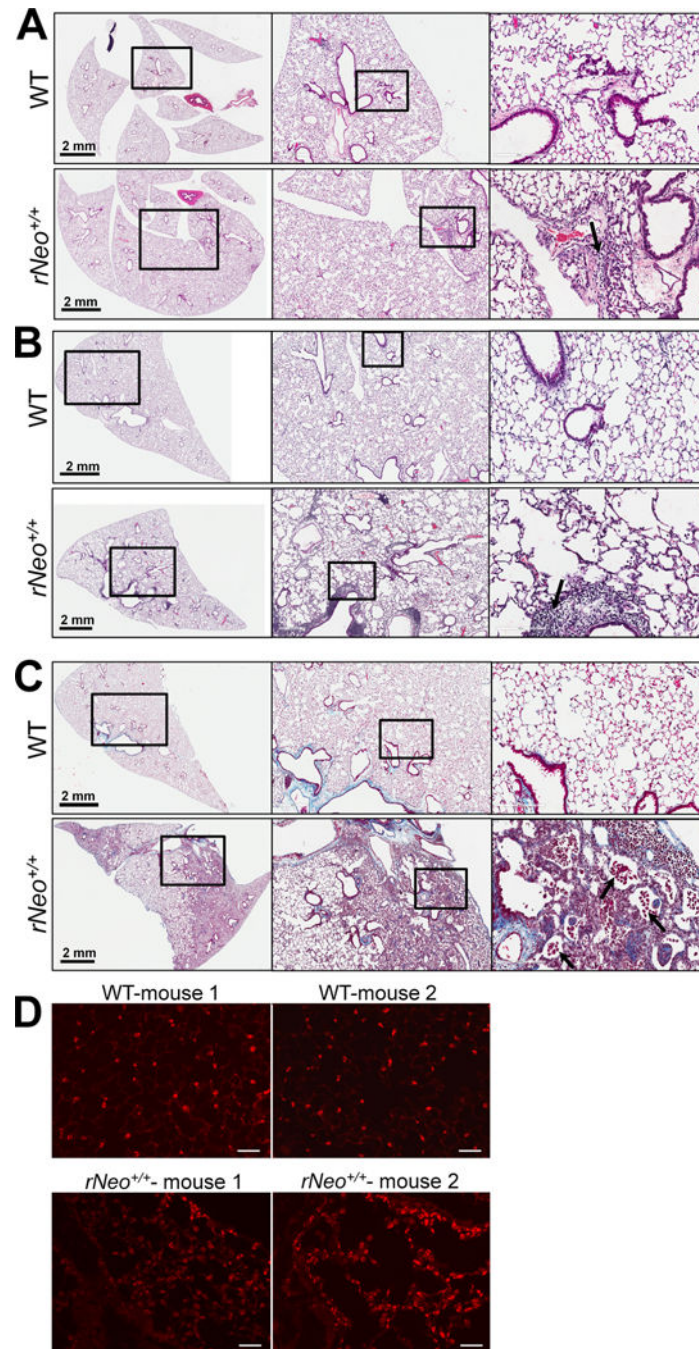 A
WT
2 mm
rNeo+/+
2 mm
B
WT
2 mm
rNeo+/+
2 mm
C
WT
2 mm
rNeo+/+
2 mm
D
WT-mouse 1
WT-mouse 2
rNeo+/+- mouse 1
rNeo+/+- mouse 2